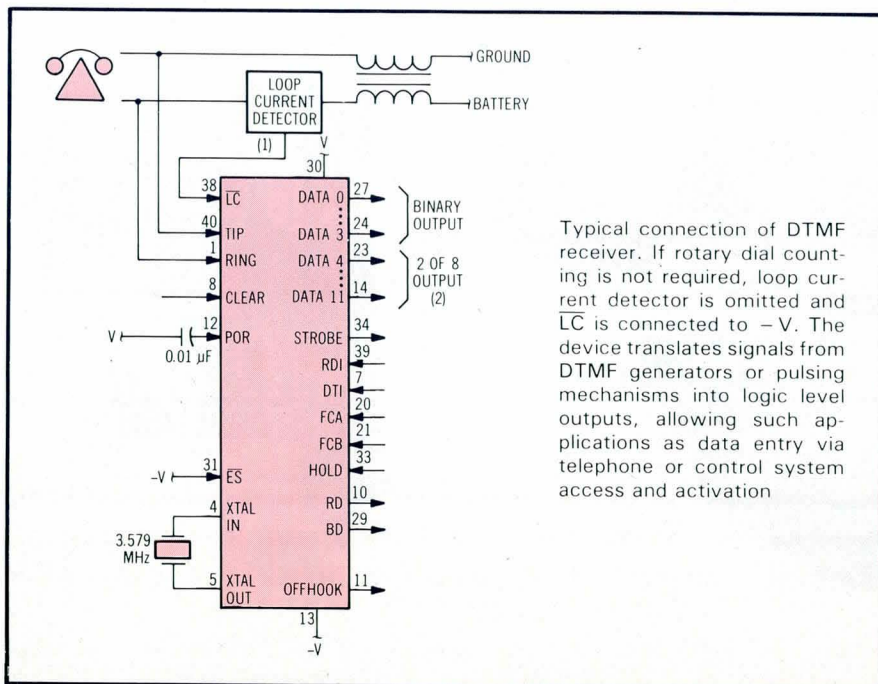 GROUND
LOOP
CURRENT
DETECTOR
BATTERY
(1)
V
30
38
LC
DATA 0
27
BINARY
OUTPUT
40
TIP
DATA 3
24
1
RING
DATA 4
23
2 OF 8
OUTPUT
(2)
8
CLEAR
DATA 11
14
V
0.01 µF
12
POR
STROBE
34
RDI
39
DTI
7
FCA
20
FCB
21
HOLD
33
-V
31
ES
RD
10
4
XTAL
IN
BD
29
3.579
MHz
5
XTAL
OUT
OFFHOOK
11
13
-V
Typical connection of DTMF
receiver. If rotary dial count-
ing is not required, loop cur-
rent detector is omitted and
LC is connected to – V. The
device translates signals from
DTMF generators or pulsing
mechanisms into logic level
outputs, allowing such ap-
plications as data entry via
telephone or control system
access and activation